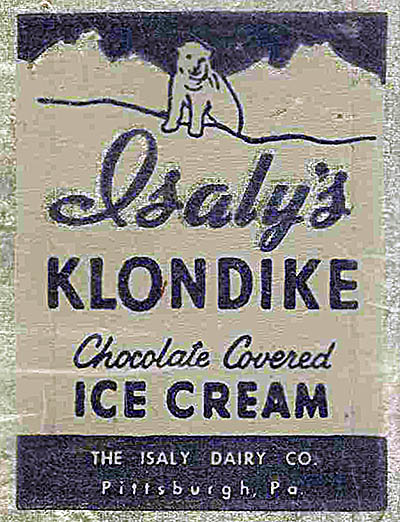 Isaly's
KLONDIKE
Chocolate Covered
ICE CREAM
THE ISALY DAIRY CO.
Pittsburgh, Pa.